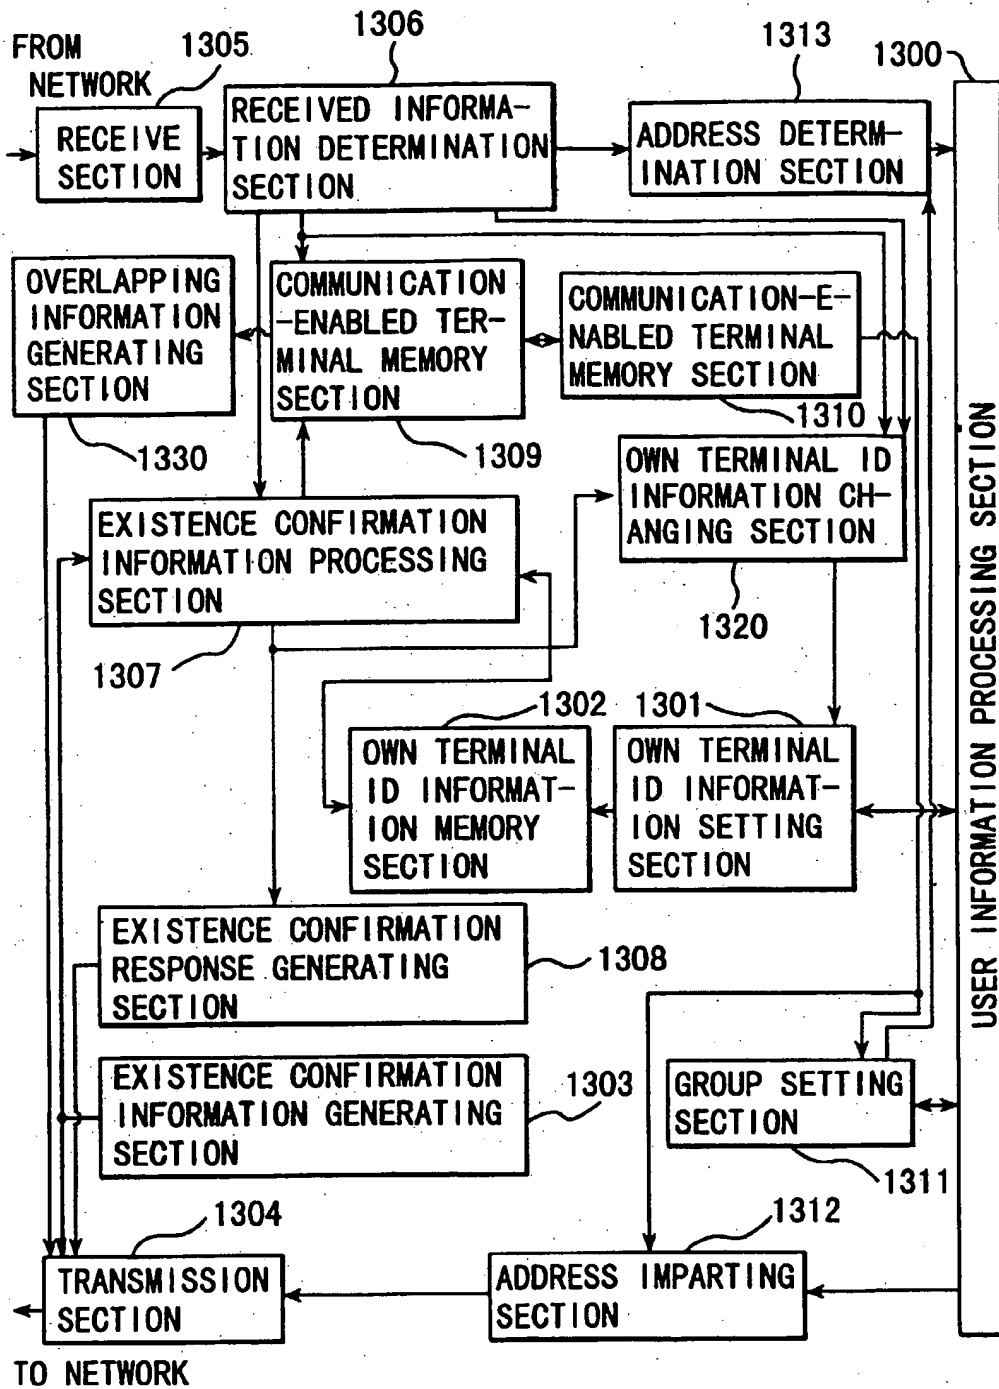 FROM
NETWORK
1305
1306
1313
1300
RECEIVE
SECTION
RECEIVED INFORMA-
TION DETERMINATION
SECTION
ADDRESS DETERM-
INATION SECTION
OVERLAPPING
INFORMATION
GENERATING
SECTION
COMMUNICATION
-ENABLED TER-
MINAL MEMORY
SECTION
COMMUNICATION-E-
NABLED TERMINAL
MEMORY SECTION
1330
1309
1310
OWN TERMINAL ID
INFORMATION CH-
ANGING SECTION
EXISTENCE CONFIRMATION
INFORMATION PROCESSING
SECTION
1307
1320
1302
1301
OWN TERMINAL
ID INFORMAT-
ION MEMORY
SECTION
OWN TERMINAL
ID INFORMAT-
ION SETTING
SECTION
USER INFORMATION PROCESSING SECTION
EXISTENCE CONFIRMATION
RESPONSE GENERATING
SECTION
1308
EXISTENCE CONFIRMATION
INFORMATION GENERATING
SECTION
1303
GROUP SETTING
SECTION
1311
1304
1312
TRANSMISSION
SECTION
ADDRESS IMPARTING
SECTION
TO NETWORK